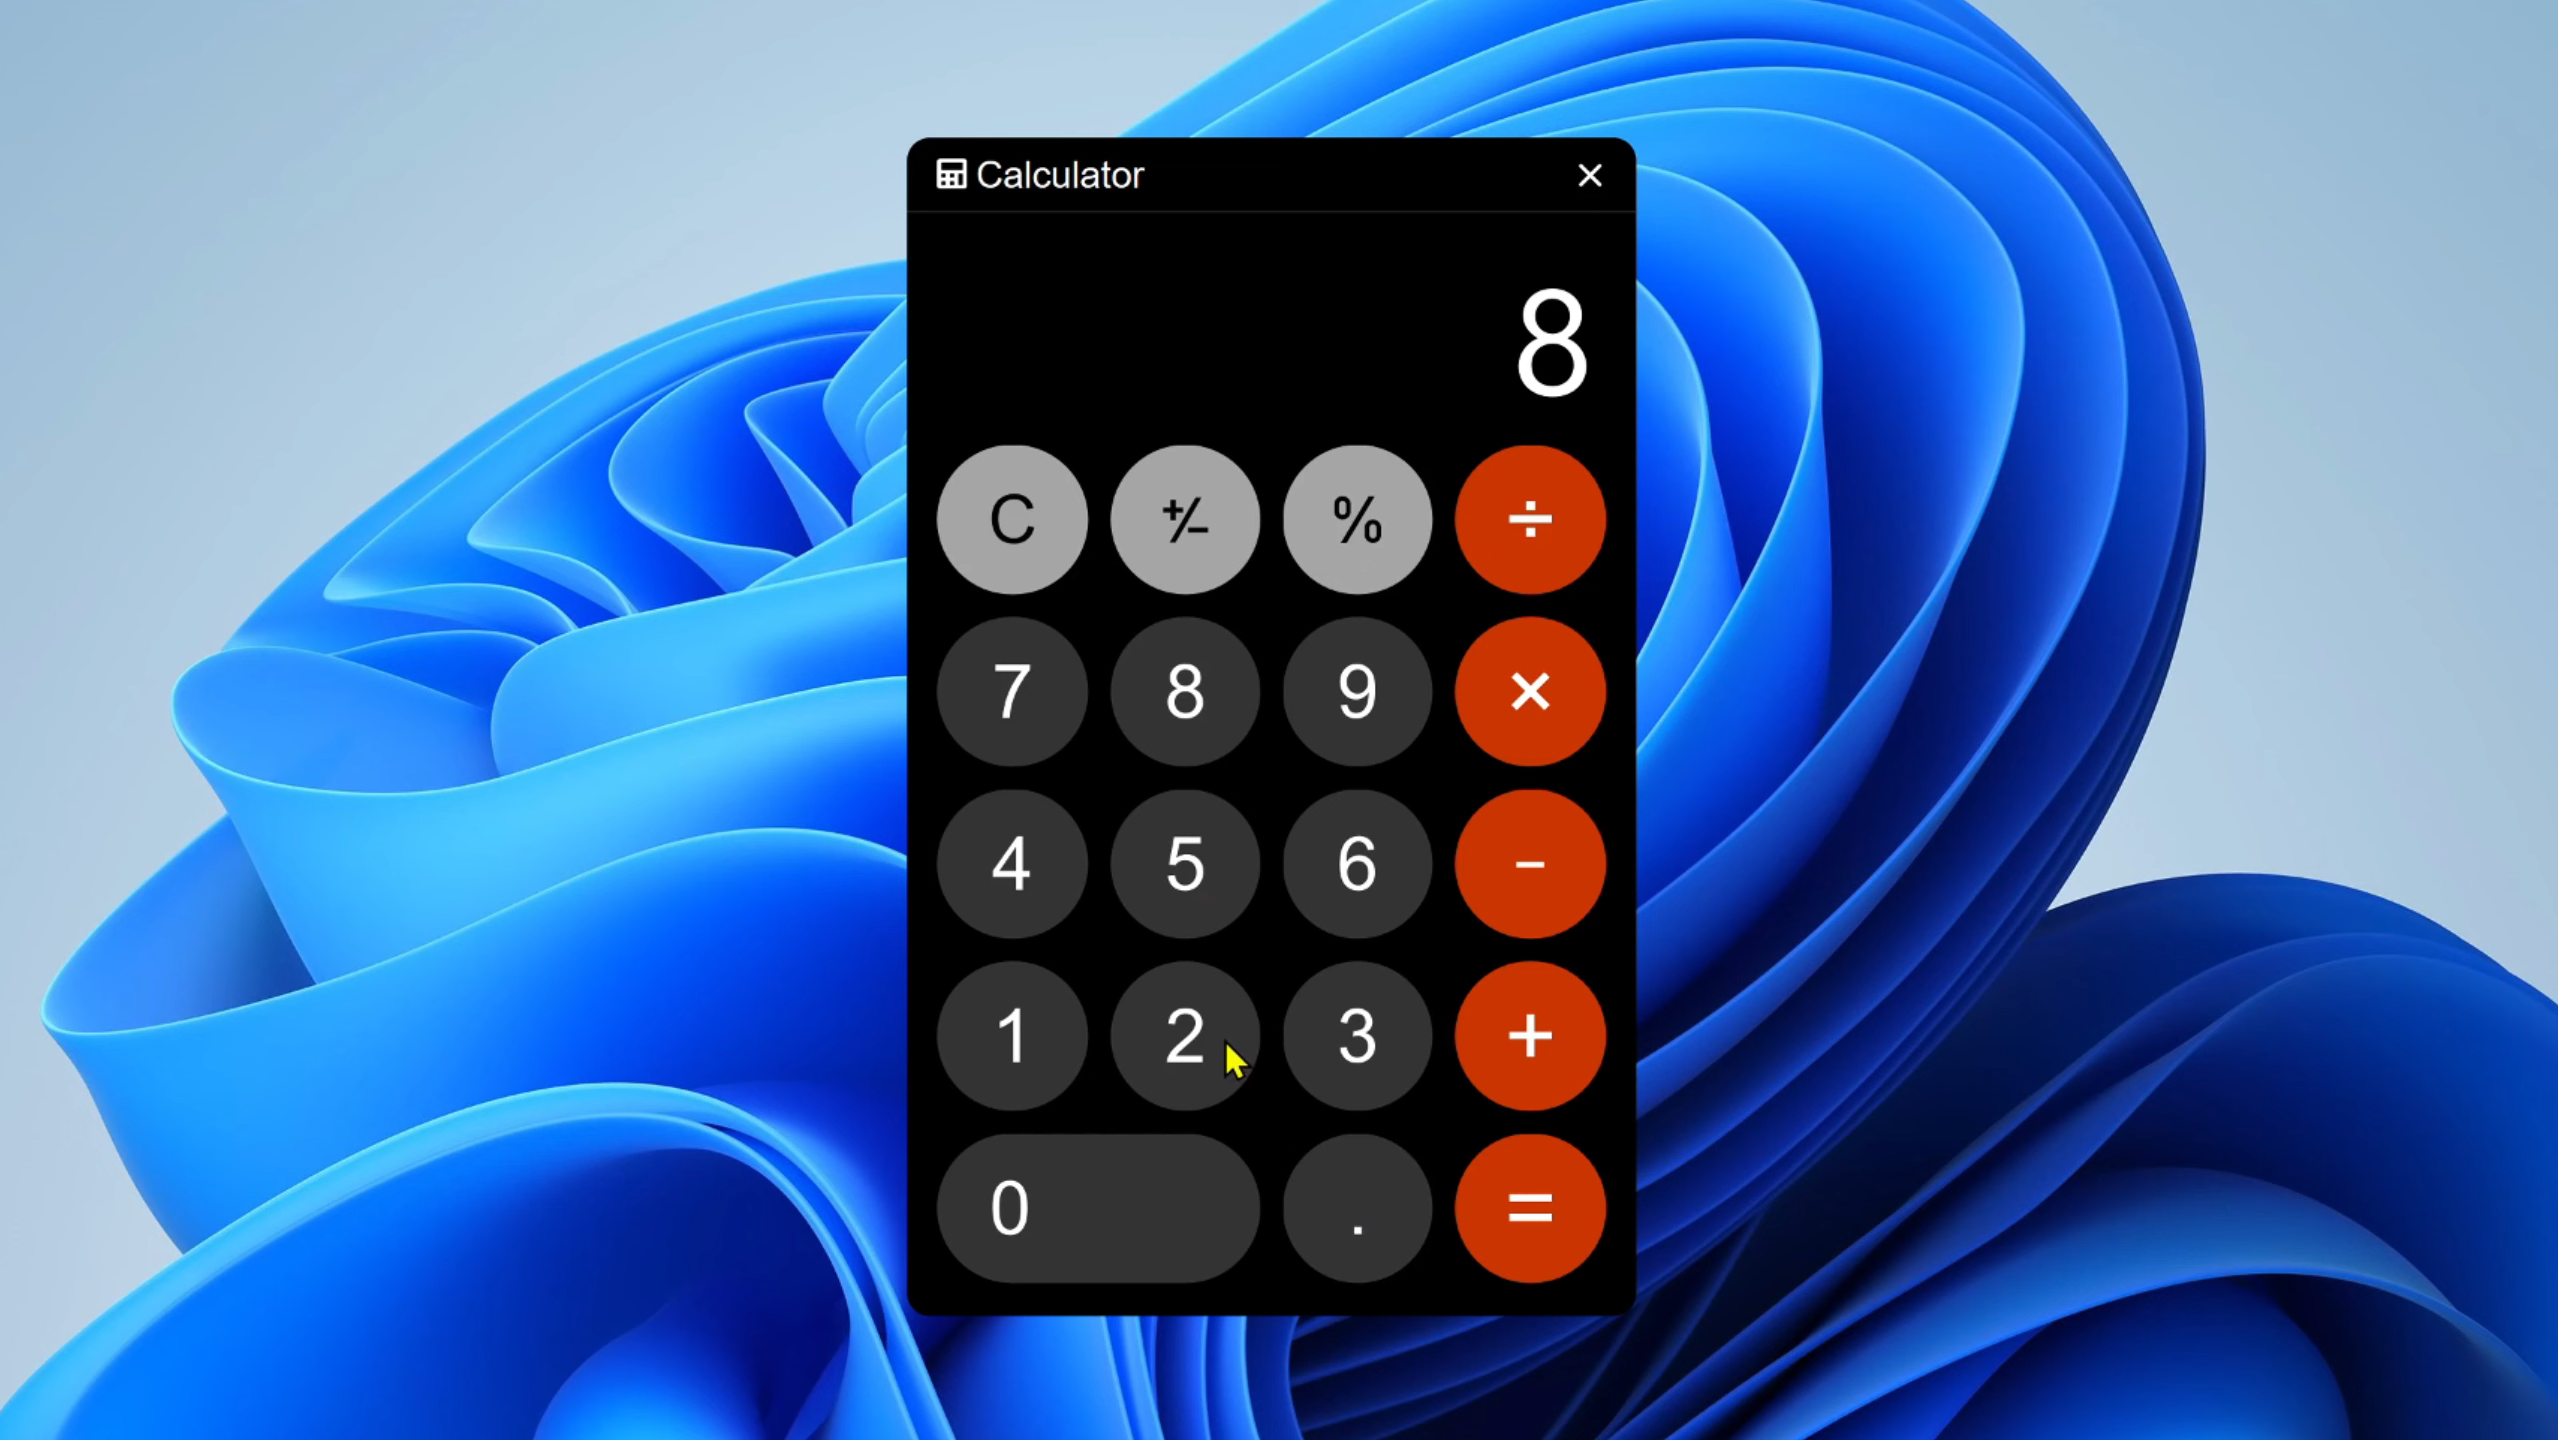 Calculator
8
C +/- % ÷
7 8 9 ×
4 5 6 -
1 2 3 +
0 . =